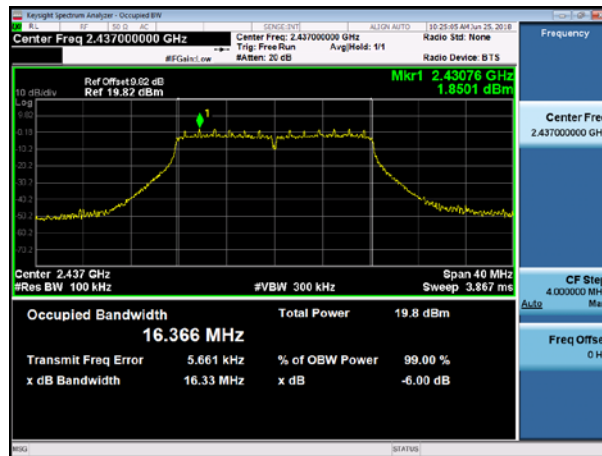 Keysight Spectrum Analyzer - Occupied BW
RL RF 50 Ω AC SENSE:INT ALIGN AUTO 10:25:05 AM Jun 25, 2018
Center Freq 2.437000000 GHz
Center Freq: 2.437000000 GHz
Radio Std: None
Trig: Free Run Avg|Hold: 1/1
#IFGain:Low #Atten: 20 dB Radio Device: BTS
Frequency
Mkr1 2.43076 GHz
1.8501 dBm
Ref Offset 9.82 dB
10 dB/div Ref 19.82 dBm
Log
9.82
-0.18
-10.2
-20.2
-30.2
-40.2
-50.2
-60.2
-70.2
1
Center 2.437 GHz Span 40 MHz
#Res BW 100 kHz #VBW 300 kHz Sweep 3.867 ms
Occupied Bandwidth Total Power 19.8 dBm
16.366 MHz
Transmit Freq Error 5.661 kHz % of OBW Power 99.00 %
x dB Bandwidth 16.33 MHz x dB -6.00 dB
Center Fre
2.437000000 GH
CF Step
4.000000 MH
Auto Ma
Freq Offse
0 H
MSG STATUS